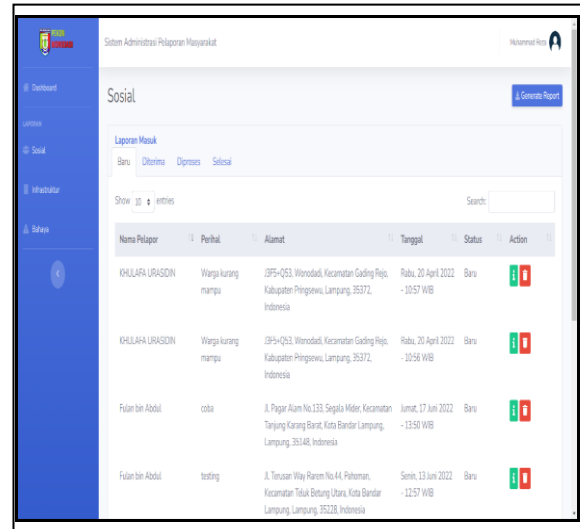 PEKON
Sistem Administrasi Pelaporan Masyarakat
Muhammad Reza
Dashboard
LAPORAN
Sosial
Infrastruktur
Bahaya
Sosial
Generate Report
Laporan Masuk
Baru Diterima Diproses Selesai
Show 10 entries
Search:
Nama Pelapor Perihal Alamat Tanggal Status Action
KHULAFA URASIDIN Warga kurang J3F5+Q53, Wonodadi, Kecamatan Gading Rejo, Rabu, 20 April 2022 Baru
mampu Kabupaten Pringsewu, Lampung, 35372, - 10:57 WIB
Indonesia
KHULAFA URASIDIN Warga kurang J3F5+Q53, Wonodadi, Kecamatan Gading Rejo, Rabu, 20 April 2022 Baru
mampu Kabupaten Pringsewu, Lampung, 35372, - 10:56 WIB
Indonesia
Fulan bin Abdul coba Jl. Pagar Alam No.133, Segala Mider, Kecamatan Jumat, 17 Juni 2022 Baru
Tanjung Karang Barat, Kota Bandar Lampung, - 13:50 WIB
Lampung, 35148, Indonesia
Fulan bin Abdul testing Jl. Terusan Way Rarem No.44, Pahoman, Senin, 13 Juni 2022 Baru
Kecamatan Teluk Betung Utara, Kota Bandar - 12:57 WIB
Lampung, Lampung, 35228, Indonesia